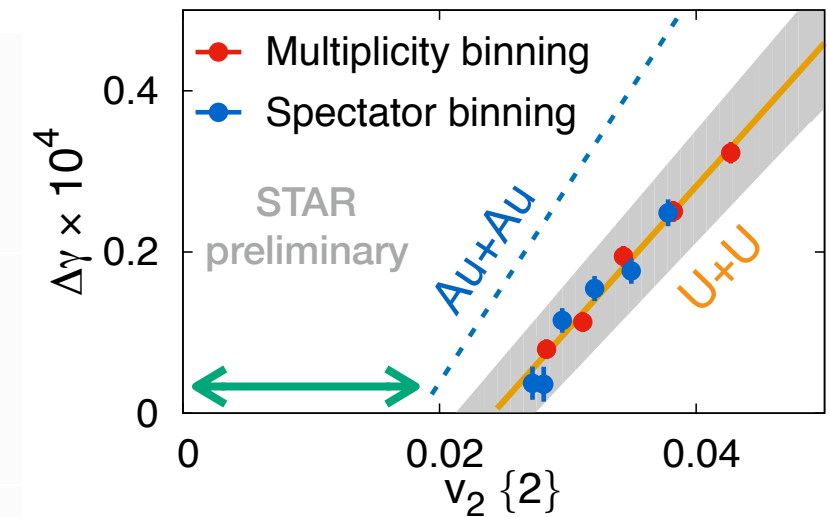 Multiplicity binning
Spectator binning
STAR
preliminary
Au+Au
U+U
Δγ × 10⁴
0.4
0.2
0
0 0.02 0.04
v₂ {2}